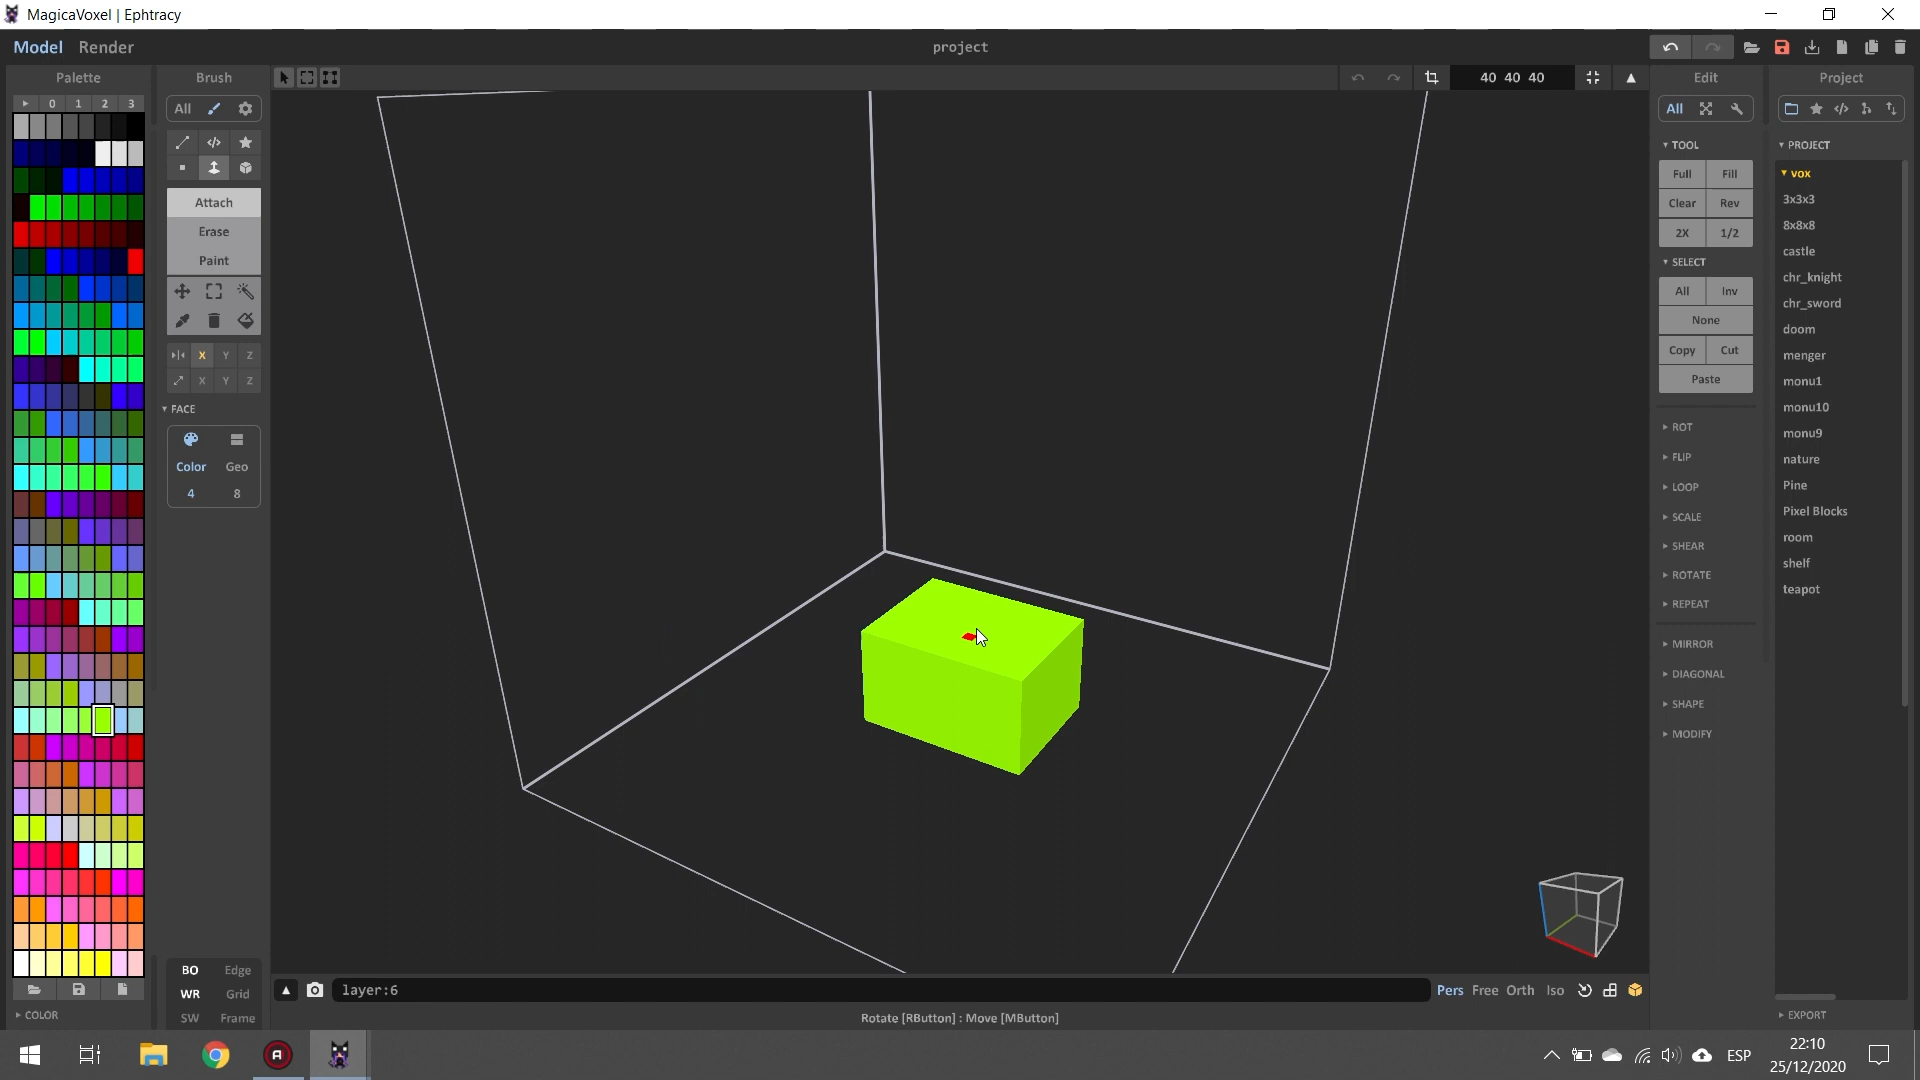 MagicaVoxel | Ephtracy
Model Render
project
Palette
Brush
40 40 40
Edit
Project
0 1 2 3
All
All
TOOL
PROJECT
Full Fill
vox
Attach
Clear Rev
3x3x3
Erase
2X 1/2
8x8x8
Paint
SELECT
castle
All Inv
chr_knight
None
chr_sword
Copy Cut
doom
X Y Z
Paste
menger
X Y Z
monu1
FACE
monu10
ROT
monu9
Color Geo
FLIP
nature
4 8
LOOP
Pine
SCALE
Pixel Blocks
SHEAR
room
ROTATE
shelf
REPEAT
teapot
MIRROR
DIAGONAL
SHAPE
MODIFY
BO Edge
WR Grid
SW Frame
layer:6
Pers Free Orth Iso
COLOR
Rotate [RButton] : Move [MButton]
EXPORT
ESP
22:10
25/12/2020